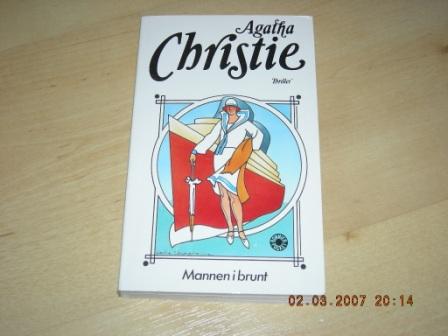 Agatha
Christie
'Thriller'
Mannen i brunt
02.03.2007 20:14